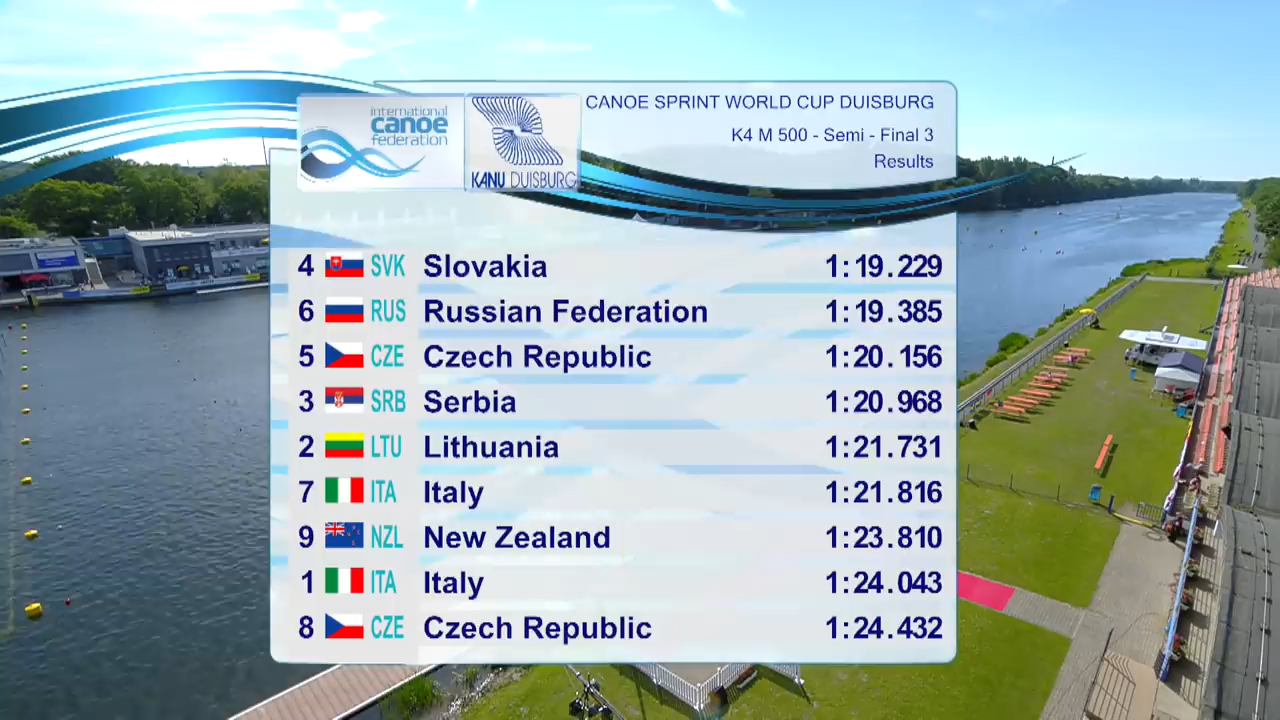 international
canoe
federation
KANU DUISBURG
CANOE SPRINT WORLD CUP DUISBURG
K4 M 500 - Semi - Final 3
Results
4 SVK Slovakia 1:19.229
6 RUS Russian Federation 1:19.385
5 CZE Czech Republic 1:20.156
3 SRB Serbia 1:20.968
2 LTU Lithuania 1:21.731
7 ITA Italy 1:21.816
9 NZL New Zealand 1:23.810
1 ITA Italy 1:24.043
8 CZE Czech Republic 1:24.432